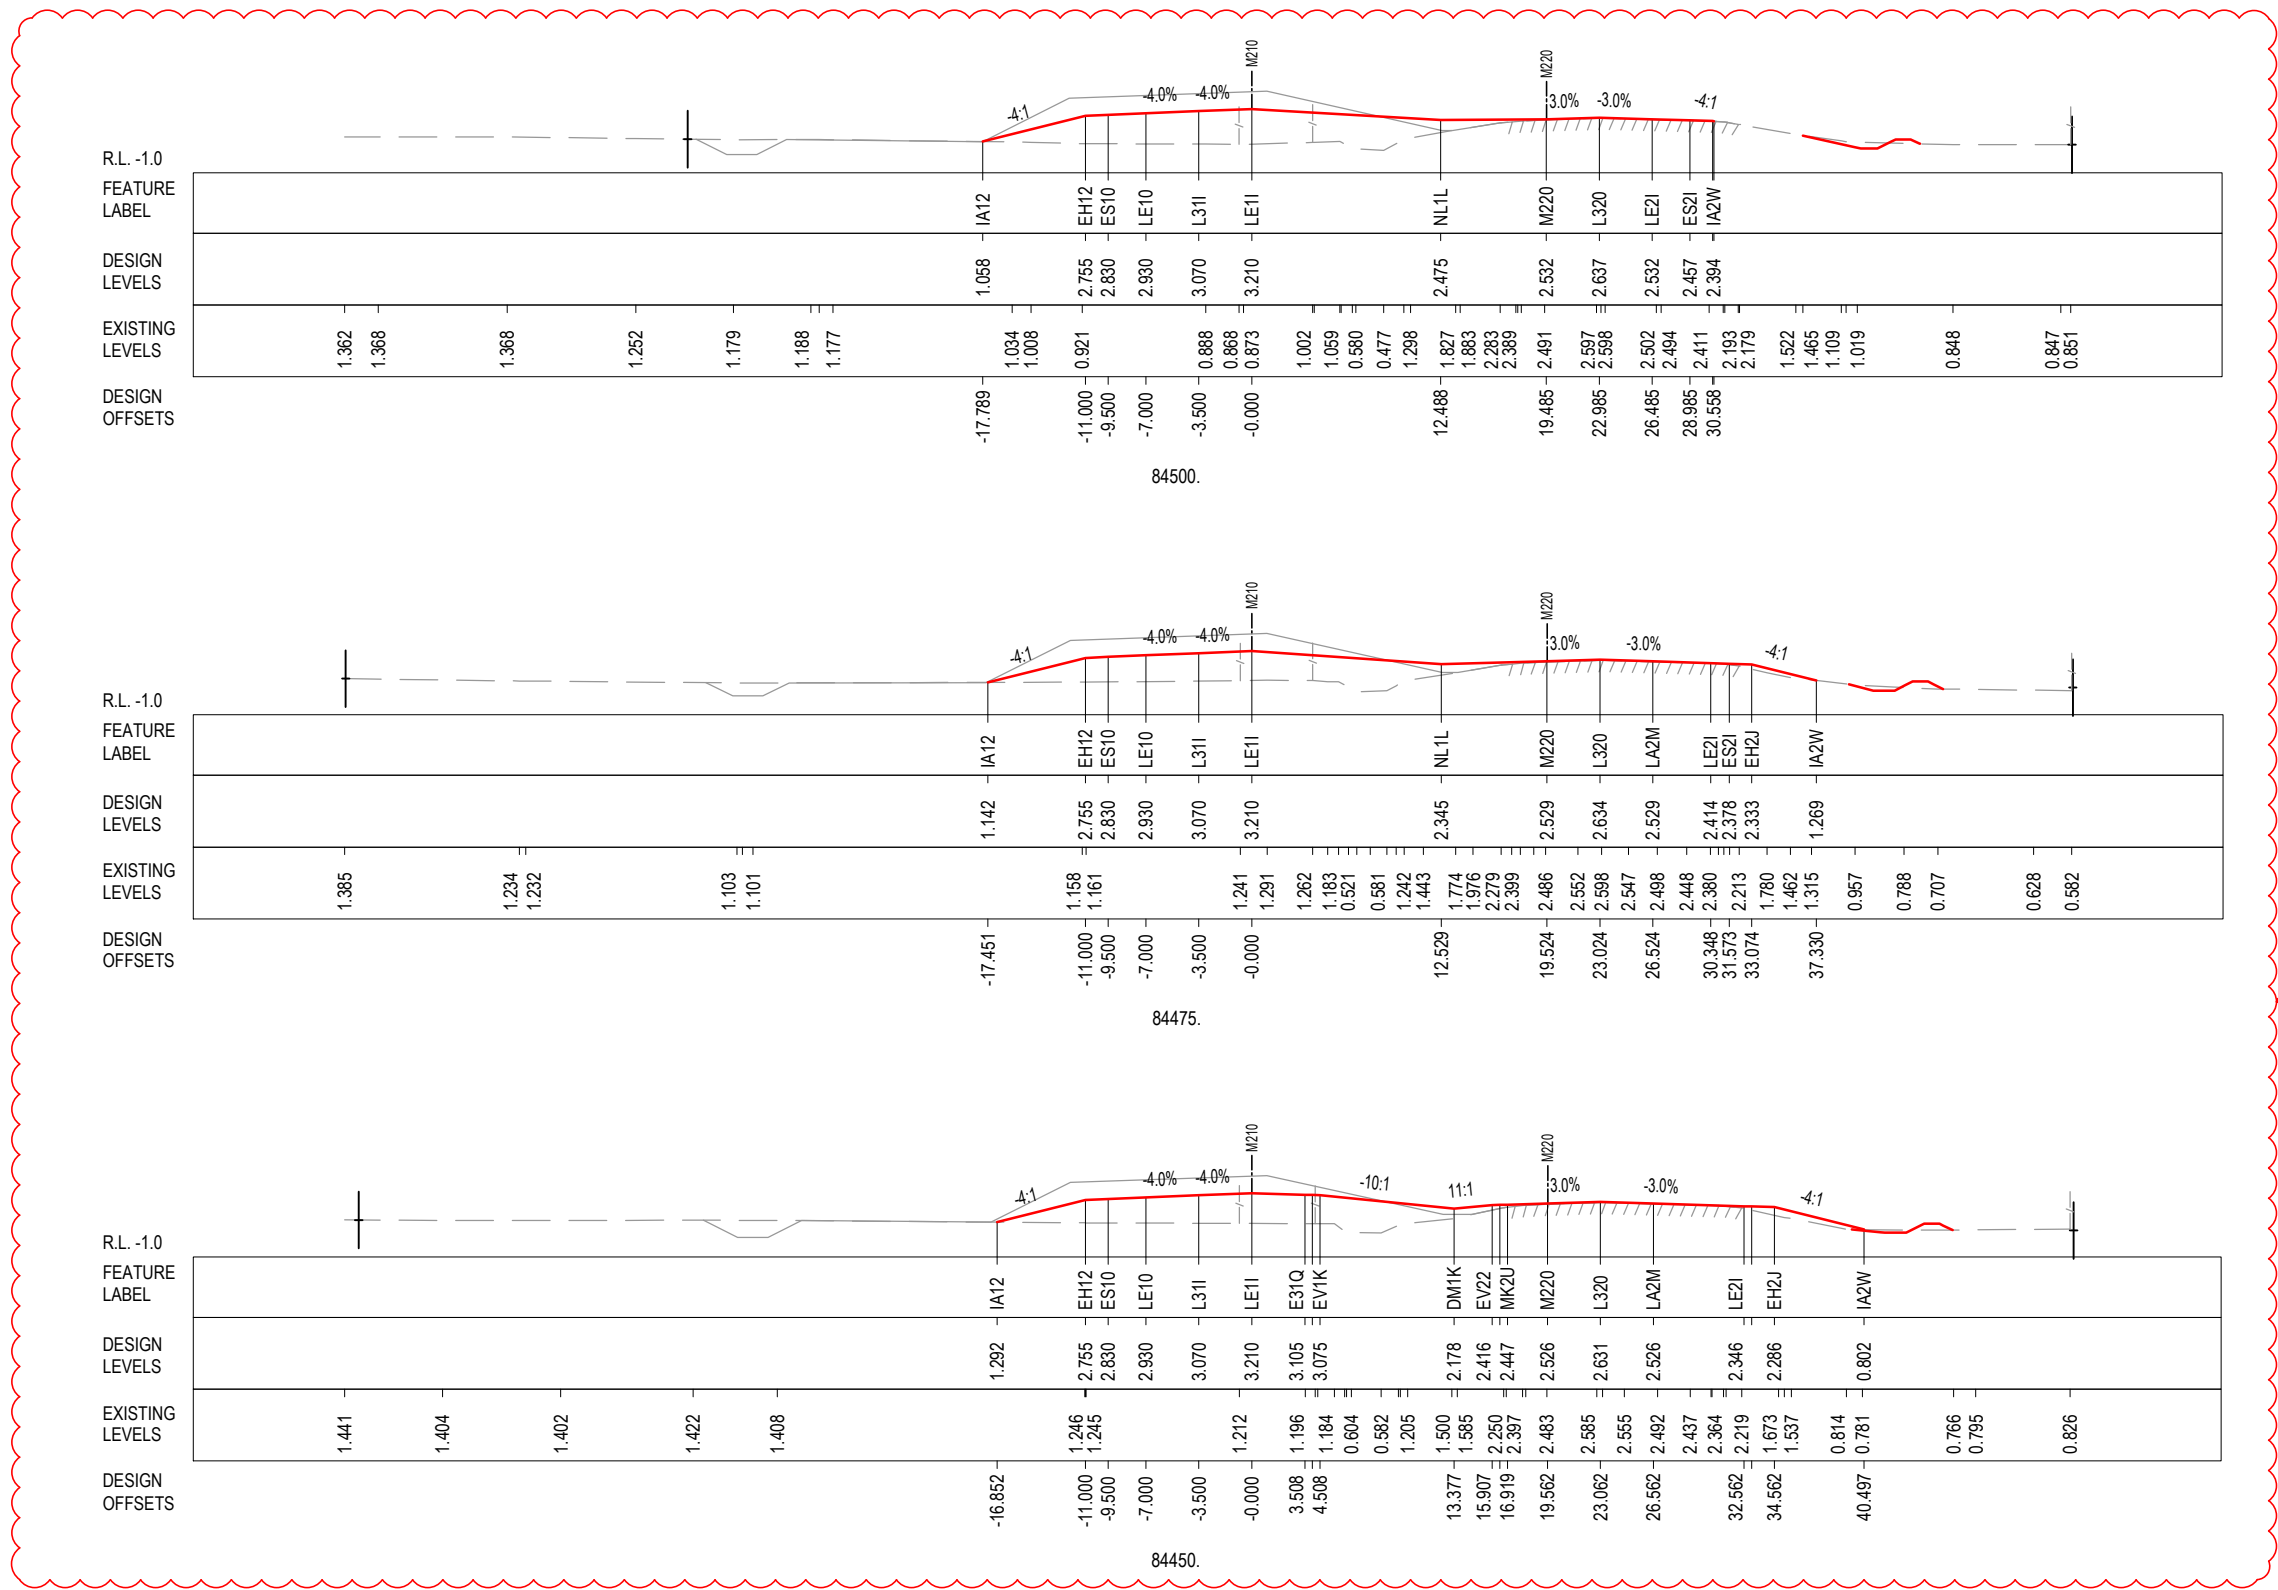 M210 M220
-4:1 -4.0% -4.0% 3.0% -3.0% -4:1
R.L. -1.0
FEATURE LABEL IA12 EH12 ES10 LE10 L31I LE1I NL1L M220 L320 LE2I ES2I IA2W
DESIGN LEVELS 1.058 2.755 2.830 2.930 3.070 3.210 2.475 2.532 2.637 2.532 2.457 2.394
EXISTING LEVELS 1.362 1.368 1.368 1.252 1.179 1.188 1.177 1.034 1.008 0.921 0.888 0.868 0.873 1.002 1.059 0.580 0.477 1.298 1.827 1.883 2.283 2.389 2.491 2.597 2.598 2.502 2.494 2.411 2.193 2.179 1.522 1.465 1.109 1.019 0.848 0.847 0.851
DESIGN OFFSETS -17.789 -11.000 -9.500 -7.000 -3.500 -0.000 12.488 19.485 22.985 26.485 28.985 30.558
84500.
M210 M220
-4:1 -4.0% -4.0% 3.0% -3.0% -4:1
R.L. -1.0
FEATURE LABEL IA12 EH12 ES10 LE10 L31I LE1I NL1L M220 L320 LA2M LE2I ES2I EH2J IA2W
DESIGN LEVELS 1.142 2.755 2.830 2.930 3.070 3.210 2.345 2.529 2.634 2.529 2.414 2.378 2.333 1.269
EXISTING LEVELS 1.385 1.234 1.232 1.103 1.101 1.158 1.161 1.241 1.291 1.262 1.183 0.521 0.581 1.242 1.443 1.774 1.976 2.279 2.399 2.486 2.552 2.598 2.547 2.498 2.448 2.380 2.213 1.780 1.462 1.315 0.957 0.788 0.707 0.628 0.582
DESIGN OFFSETS -17.451 -11.000 -9.500 -7.000 -3.500 -0.000 12.529 19.524 23.024 26.524 30.348 31.573 33.074 37.330
84475.
M210 M220
-4:1 -4.0% -4.0% -10:1 11:1 3.0% -3.0% -4:1
R.L. -1.0
FEATURE LABEL IA12 EH12 ES10 LE10 L31I LE1I E31Q EV1K DM1K EV22 MK2U M220 L320 LA2M LE2I EH2J IA2W
DESIGN LEVELS 1.292 2.755 2.830 2.930 3.070 3.210 3.105 3.075 2.178 2.416 2.447 2.526 2.631 2.526 2.346 2.286 0.802
EXISTING LEVELS 1.441 1.404 1.402 1.422 1.408 1.246 1.245 1.212 1.196 1.184 0.604 0.582 1.205 1.500 1.585 2.250 2.397 2.483 2.585 2.555 2.492 2.437 2.364 2.219 1.673 1.537 0.814 0.781 0.766 0.795 0.826
DESIGN OFFSETS -16.852 -11.000 -9.500 -7.000 -3.500 -0.000 3.508 4.508 13.377 15.907 16.919 19.562 23.062 26.562 32.562 34.562 40.497
84450.